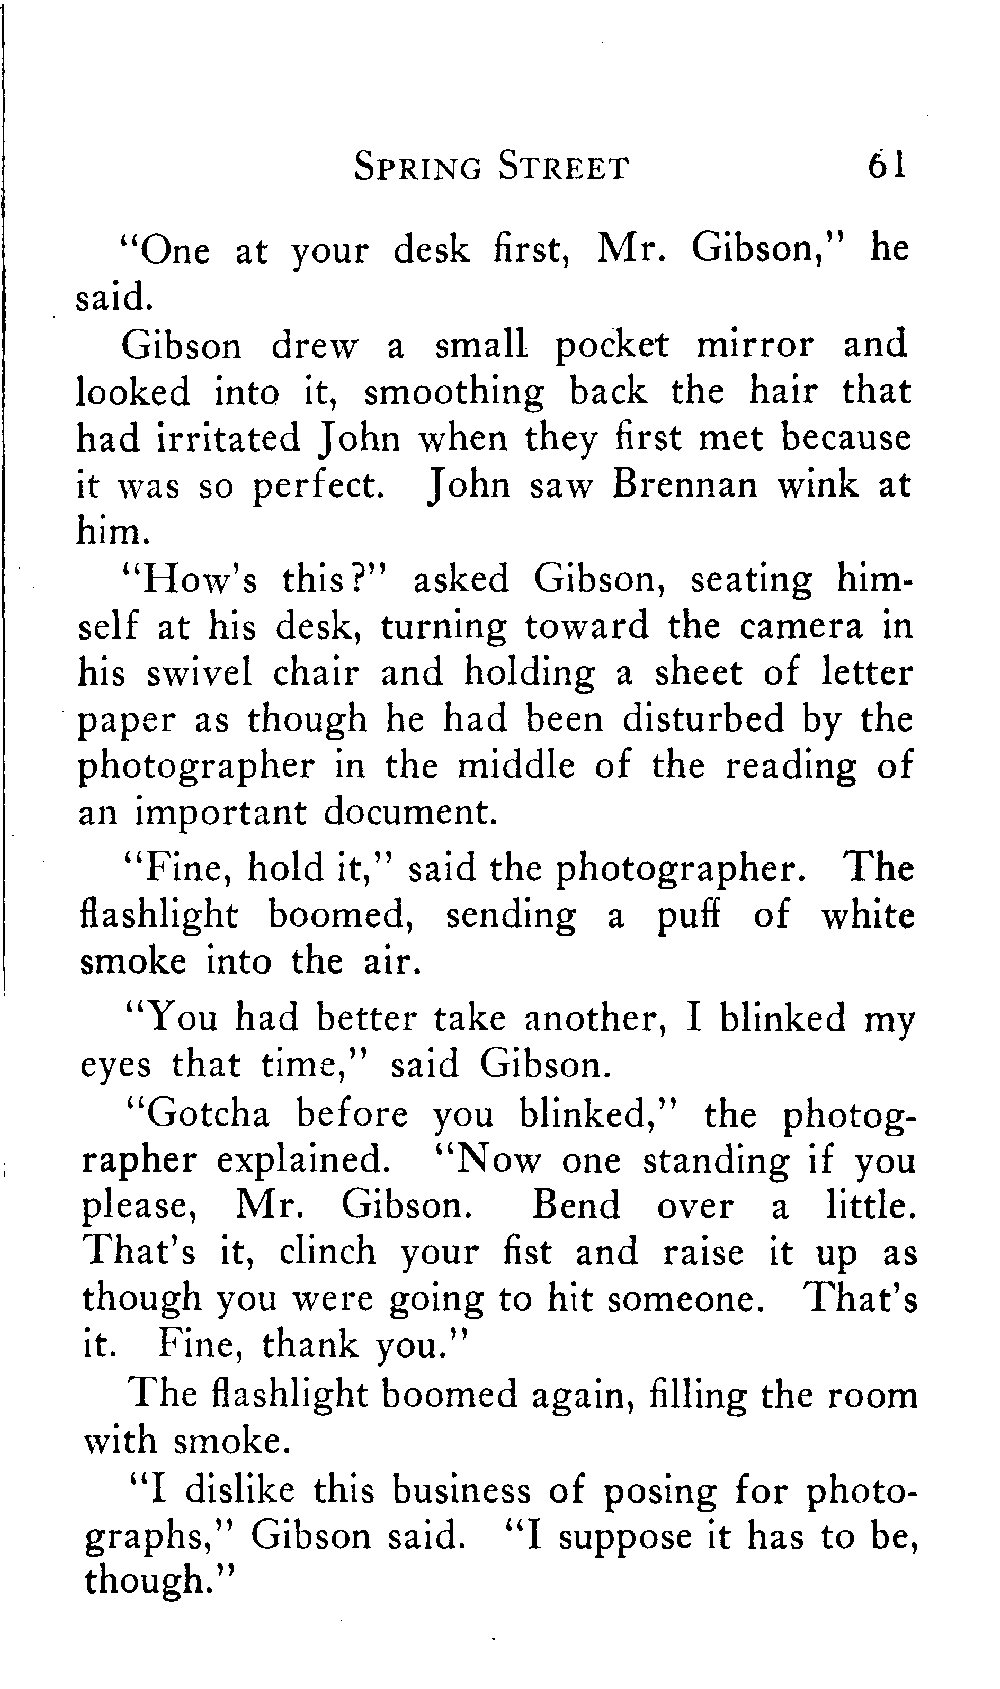 SPRING STREET 61
“One at your desk first, Mr. Gibson,” he
said.
Gibson drew a small pocket mirror and
looked into it, smoothing back the hair that
had irritated John when they first met because
it was so perfect. John saw Brennan wink at
him.
“How's this?” asked Gibson, seating him-
self at his desk, turning toward the camera in
his swivel chair and holding a sheet of letter
paper as though he had been disturbed by the
photographer in the middle of the reading of
an important document.
“Fine, hold it,” said the photographer. The
flashlight boomed, sending a puff of white
smoke into the air.
“You had better take another, I blinked my
eyes that time,” said Gibson.
“Gotcha before you blinked,” the photog-
rapher explained. “Now one standing if you
please, Mr. Gibson. Bend over a little.
That's it, clinch your fist and raise it up as
though you were going to hit someone. That's
it. Fine, thank you.”
The flashlight boomed again, filling the room
with smoke.
“I dislike this business of posing for photo-
graphs,” Gibson said. “I suppose it has to be,
though.”